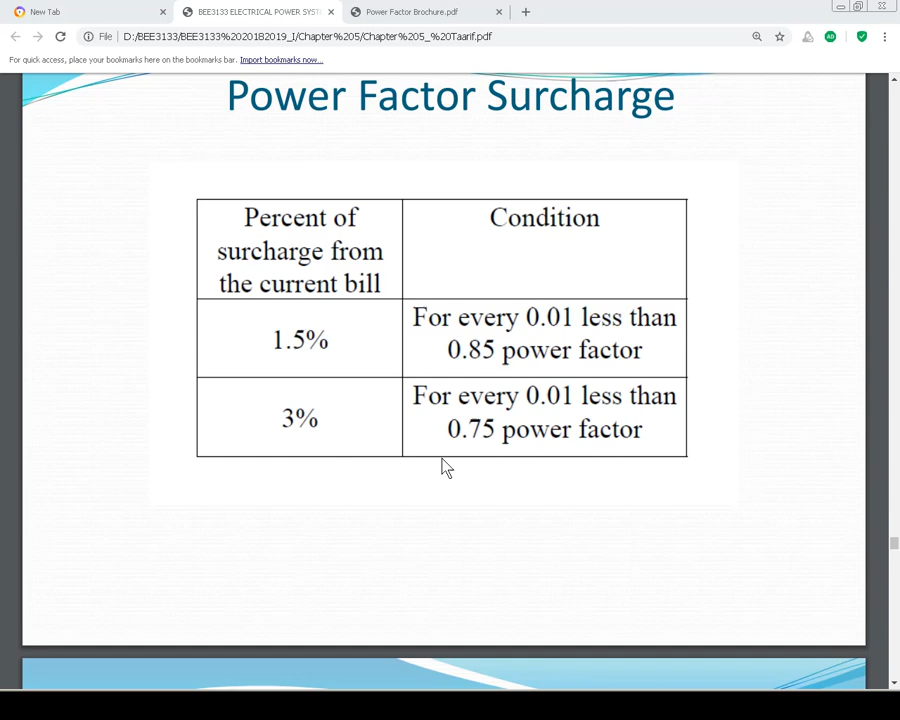 New Tab
BEE3133 ELECTRICAL POWER SYST
Power Factor Brochure.pdf
File
D:/BEE3133/BEE3133%2020182019_I/Chapter%205/Chapter%205_%20Taarif.pdf
AD
For quick access, place your bookmarks here on the bookmarks bar. Import bookmarks now...
Power Factor Surcharge
Percent of
surcharge from
the current bill
Condition
1.5%
For every 0.01 less than
0.85 power factor
3%
For every 0.01 less than
0.75 power factor